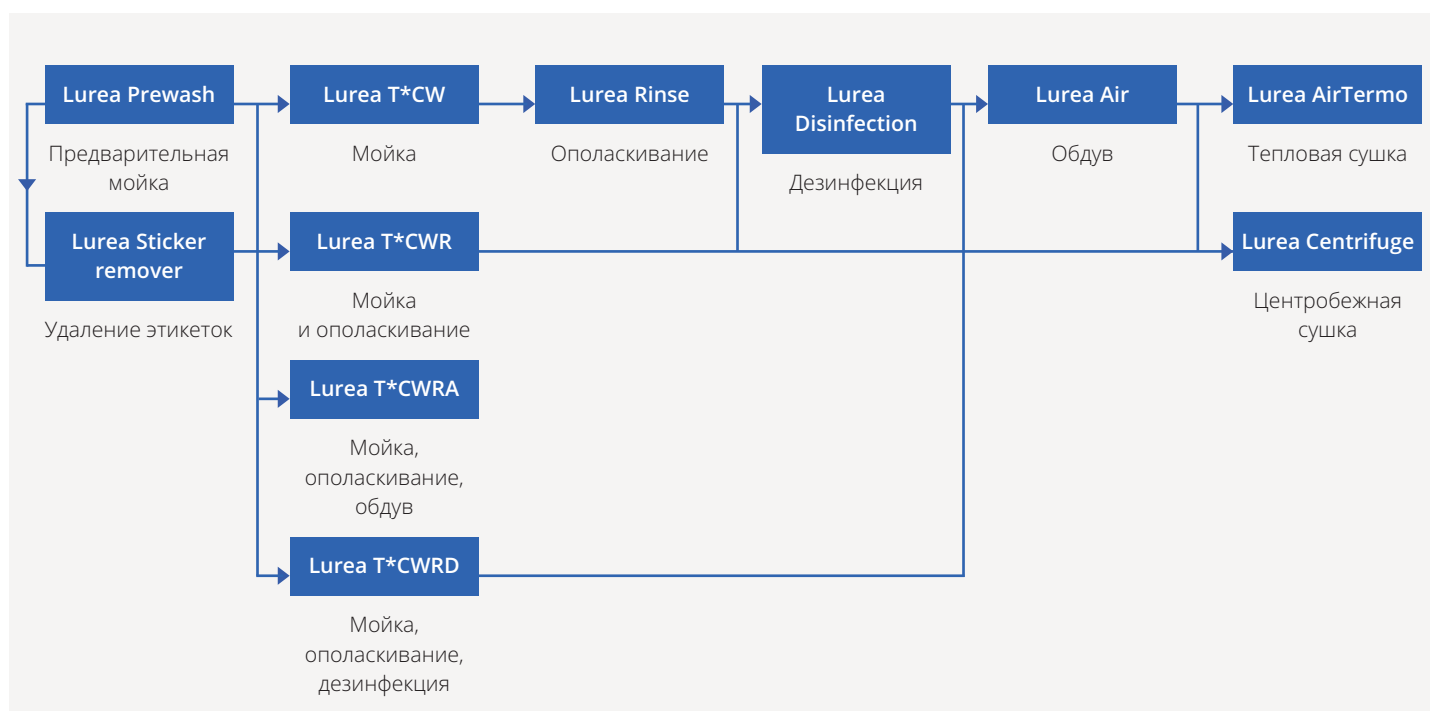 Lurea Prewash
Предварительная
мойка
Lurea Sticker
remover
Удаление этикеток
Lurea T*CW
Мойка
Lurea T*CWR
Мойка
и ополаскивание
Lurea T*CWRA
Мойка,
ополаскивание,
обдув
Lurea T*CWRD
Мойка,
ополаскивание,
дезинфекция
Lurea Rinse
Ополаскивание
Lurea
Disinfection
Дезинфекция
Lurea Air
Обдув
Lurea AirTermo
Тепловая сушка
Lurea Centrifuge
Центробежная
сушка